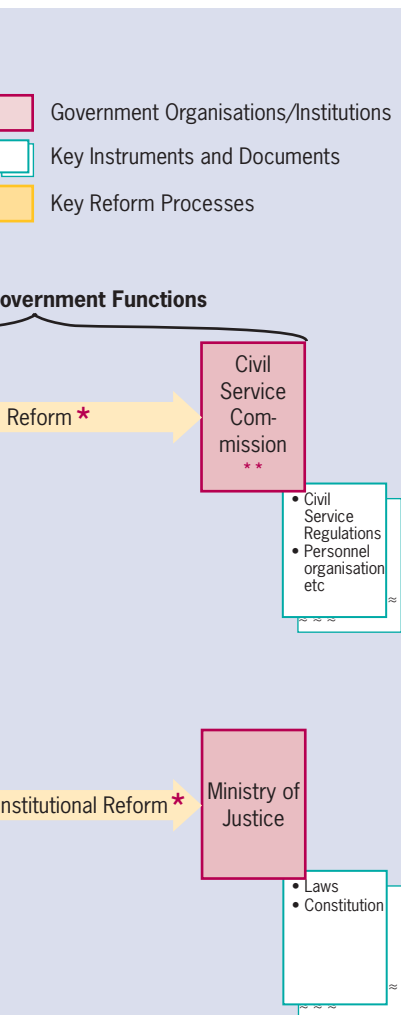 Government Organisations/Institutions
Key Instruments and Documents
Key Reform Processes
overnment Functions
Reform *
Civil
Service
Com-
mission
* *
• Civil
Service
Regulations
• Personnel
organisation
etc
≈
≈ ≈ ≈
nstitutional Reform *
Ministry of
Justice
• Laws
• Constitution
≈
≈ ≈ ≈